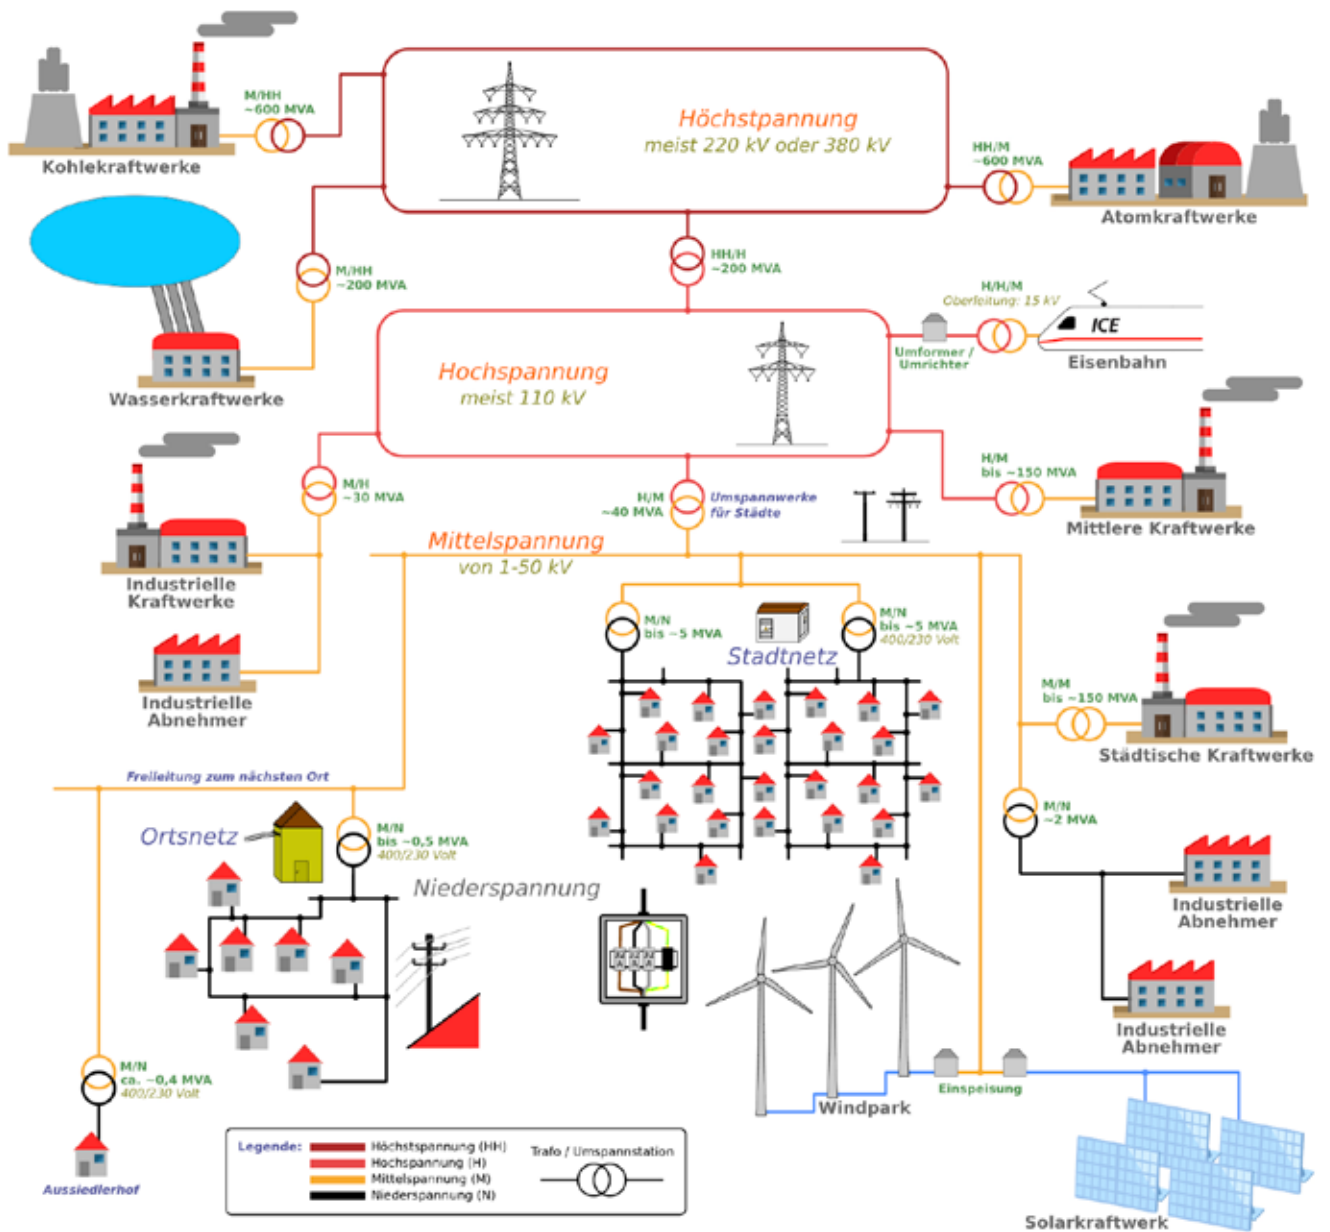 M/HH
~600 MVA
Kohlekraftwerke
Höchstpannung
meist 220 kV oder 380 kV
HH/M
~600 MVA
Atomkraftwerke
M/HH
~200 MVA
Wasserkraftwerke
HH/H
~200 MVA
H/H/M
Oberleitung: 15 kV
ICE
Umformer /
Umrichter
Eisenbahn
Hochspannung
meist 110 kV
M/H
~30 MVA
Industrielle
Kraftwerke
Industrielle
Abnehmer
H/M
~40 MVA
Umspannwerke
für Städte
H/M
bis ~150 MVA
Mittlere Kraftwerke
Mittelspannung
von 1-50 kV
M/N
bis ~5 MVA
M/N
bis ~5 MVA
400/230 Volt
Stadtnetz
M/M
bis ~150 MVA
Städtische Kraftwerke
Freileitung zum nächsten Ort
Ortsnetz
M/N
bis ~0,5 MVA
400/230 Volt
Niederspannung
M/N
~2 MVA
Industrielle
Abnehmer
Industrielle
Abnehmer
M/N
ca. ~0,4 MVA
400/230 Volt
Aussiedlerhof
Windpark
Einspeisung
Solarkraftwerk
Legende:
Höchstspannung (HH)
Hochspannung (H)
Mittelspannung (M)
Niederspannung (N)
Trafo / Umspannstation